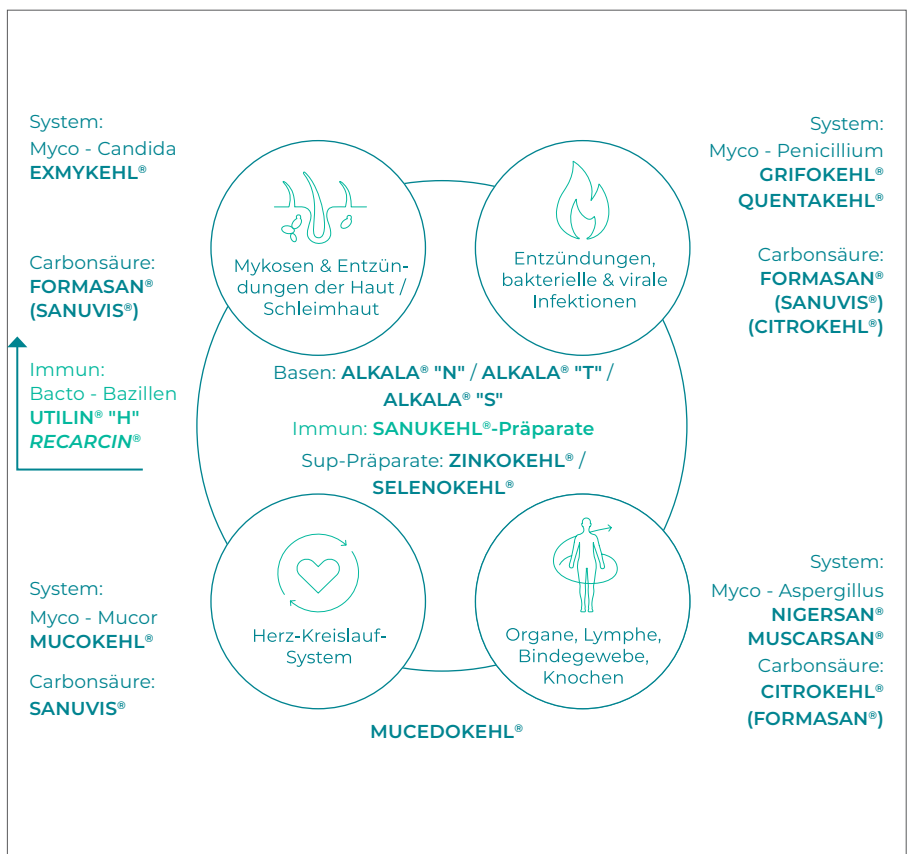 System:
Myco - Candida
EXMYKEHL®
Carbonsäure:
FORMASAN®
(SANUVIS®)
Immun:
Bacto - Bazillen
UTILIN® "H"
RECARCIN®
Mykosen & Entzün-
dungen der Haut /
Schleimhaut
Entzündungen,
bakterielle & virale
Infektionen
System:
Myco - Penicillium
GRIFOKEHL®
QUENTAKEHL®
Carbonsäure:
FORMASAN®
(SANUVIS®)
(CITROKEHL®)
Basen: ALKALA® "N" / ALKALA® "T" /
ALKALA® "S"
Immun: SANUKEHL®-Präparate
Sup-Präparate: ZINKOKEHL® /
SELENOKEHL®
System:
Myco - Mucor
MUCOKEHL®
Carbonsäure:
SANUVIS®
Herz-Kreislauf-
System
Organe, Lymphe,
Bindegewebe,
Knochen
System:
Myco - Aspergillus
NIGERSAN®
MUSCARSAN®
Carbonsäure:
CITROKEHL®
(FORMASAN®)
MUCEDOKEHL®